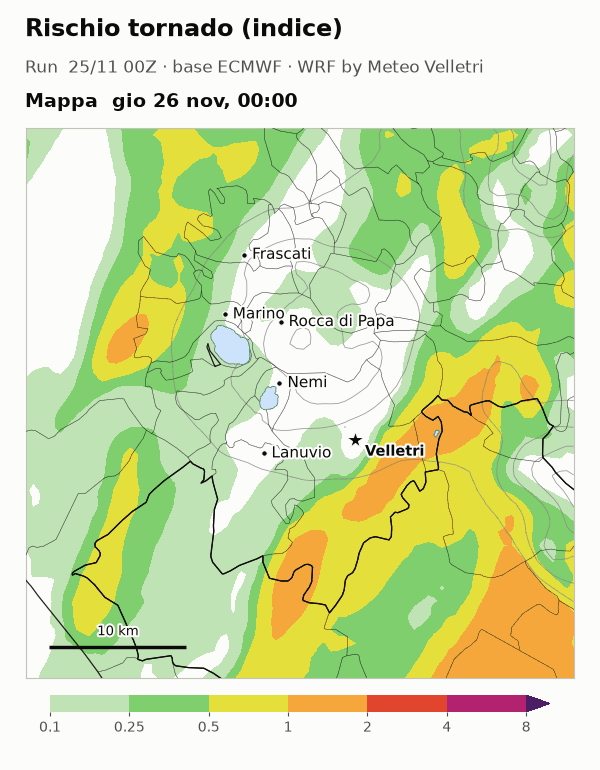 Rischio tornado (indice)
Run  25/11 00Z · base ECMWF · WRF by Meteo Velletri
Mappa  gio 26 nov, 00:00
Frascati
Marino
Rocca di Papa
Nemi
Velletri
Lanuvio
10 km
0.1 0.25 0.5 1 2 4 8